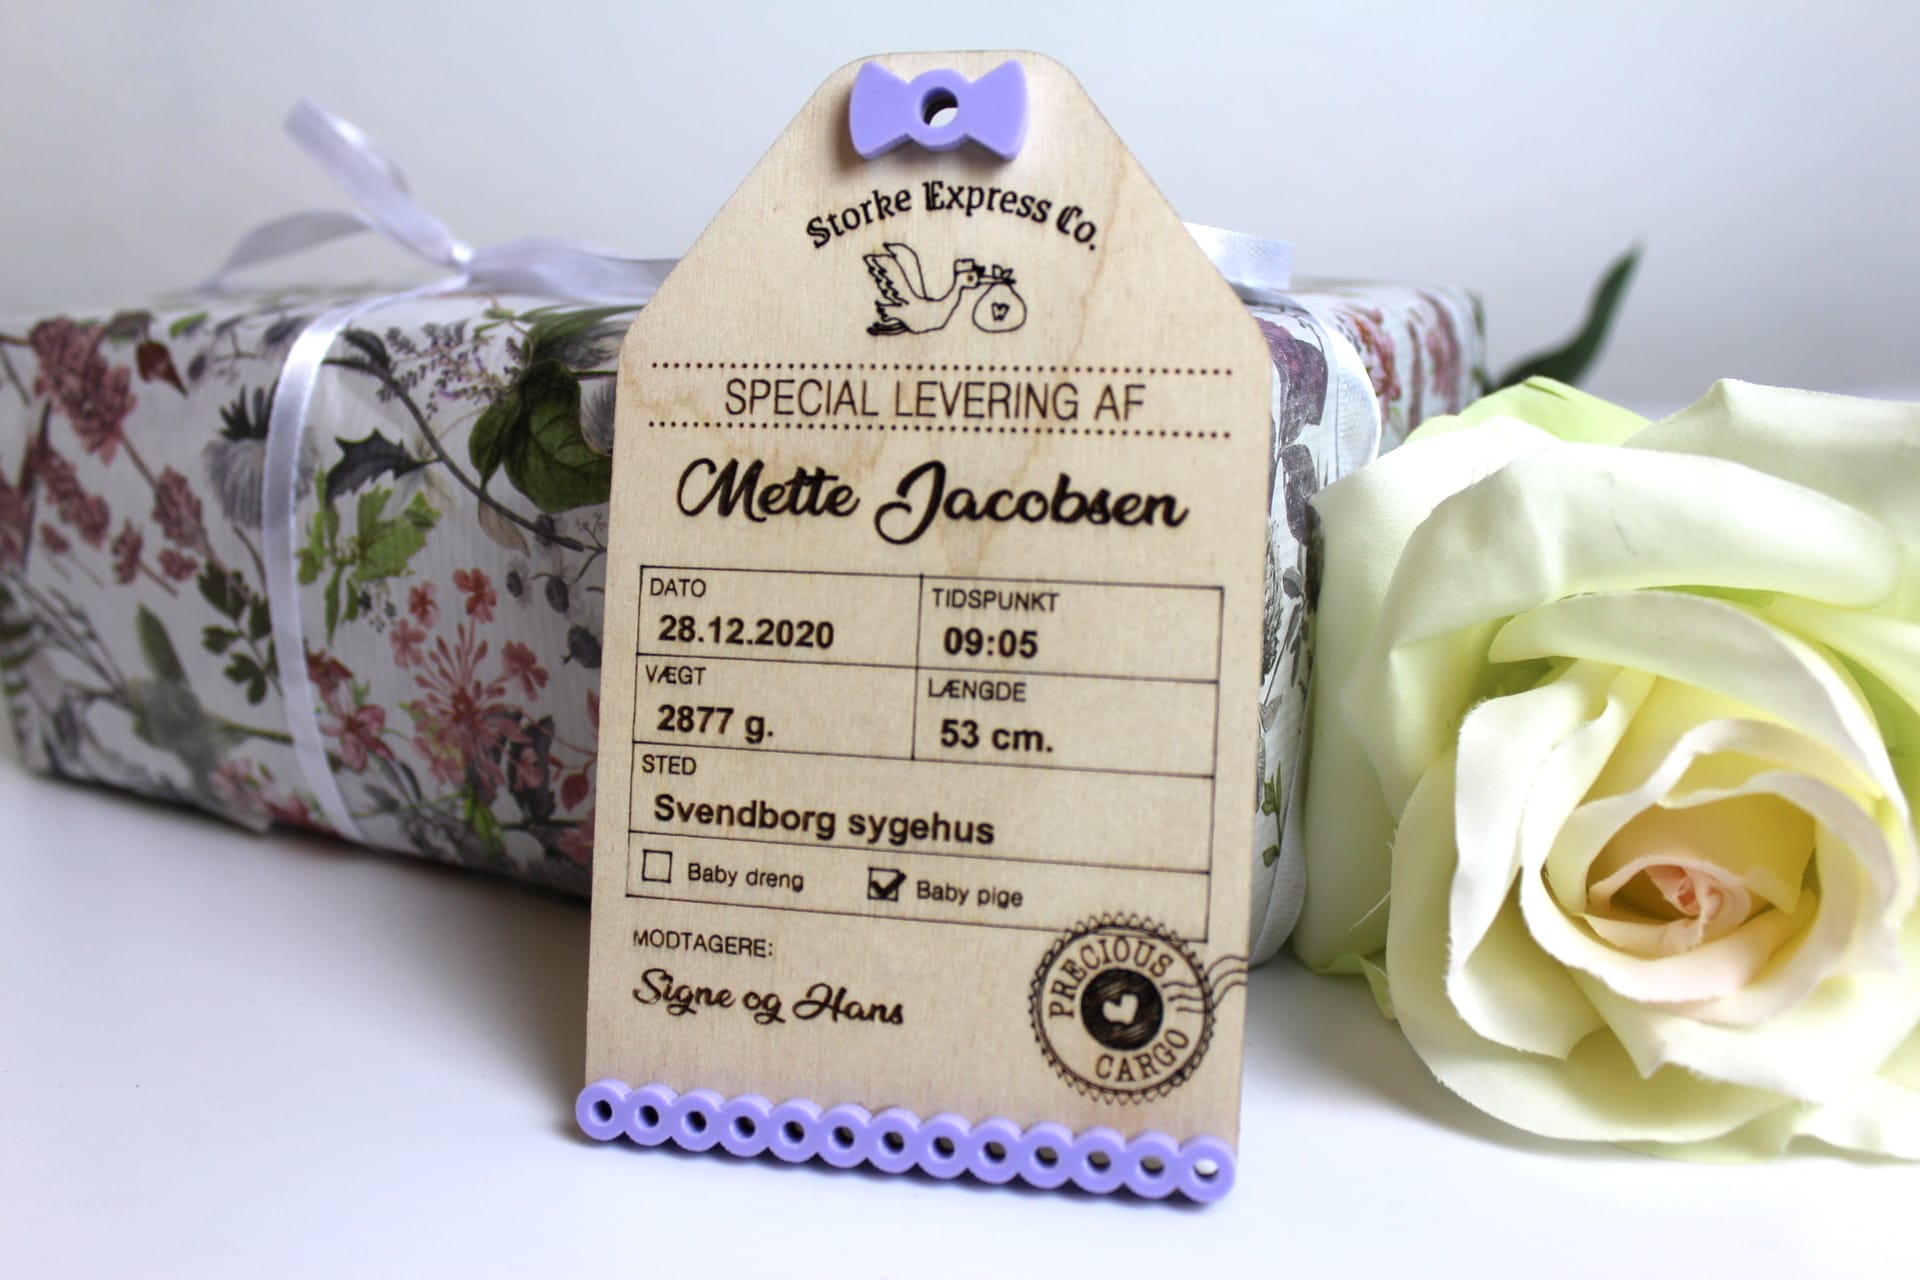 Storke Express Co.
SPECIAL LEVERING AF
Mette Jacobsen
DATO
28.12.2020
TIDSPUNKT
09:05
VÆGT
2877 g.
LÆNGDE
53 cm.
STED
Svendborg sygehus
Baby dreng
Baby pige
MODTAGERE:
Signe og Hans
PRECIOUS
CARGO